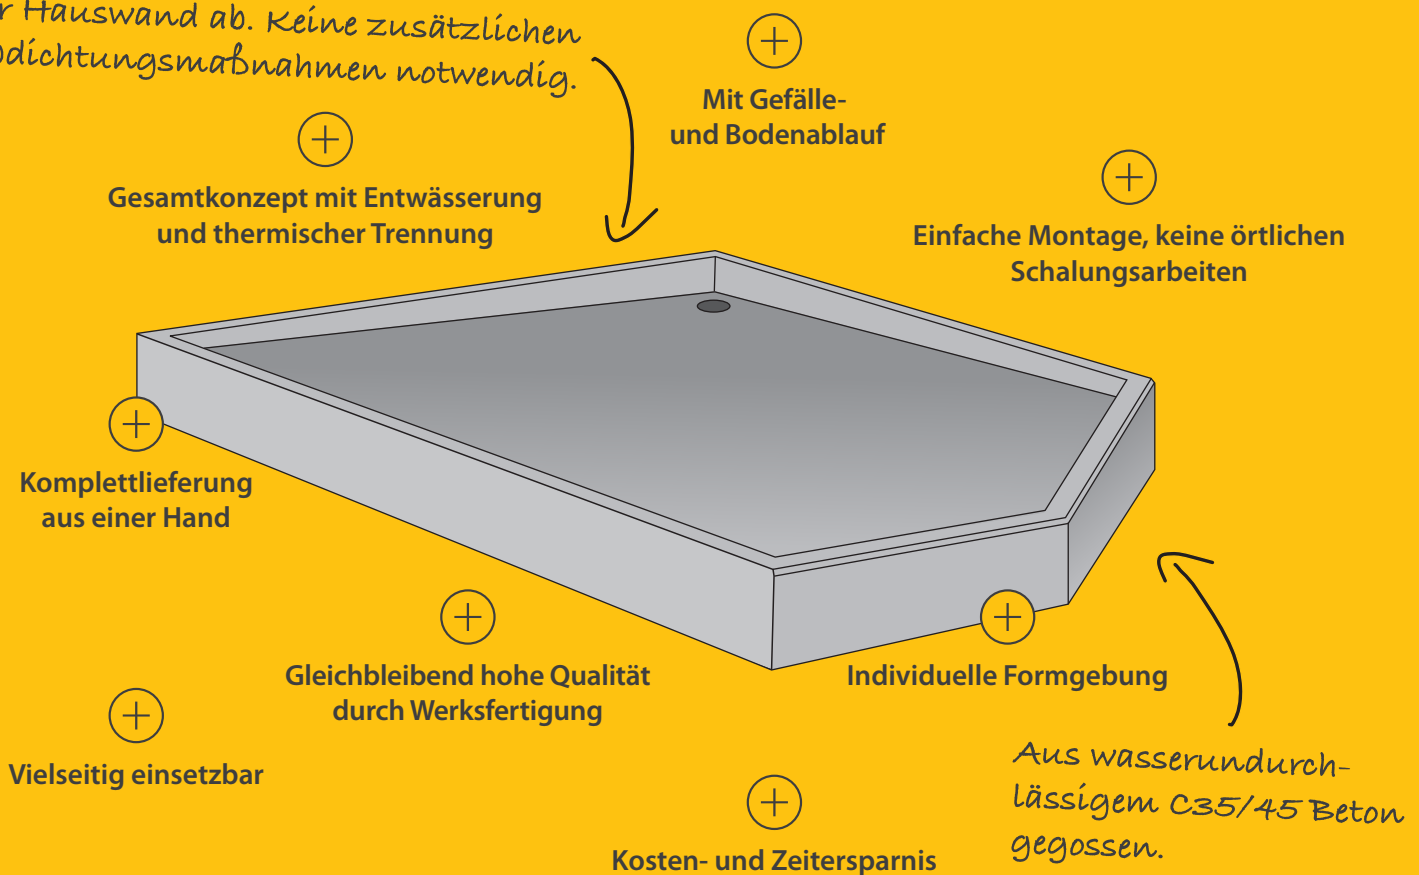 Hauswand ab. Keine zusätzlichen
notwendig.
Mit Gefälle-
und Bodenablauf
Gesamtkonzept mit Entwässerung
und thermischer Trennung
Einfache Montage, keine örtlichen
Schalungsarbeiten
Komplettlieferung
aus einer Hand
Gleichbleibend hohe Qualität
durch Werksfertigung
Individuelle Formgebung
Vielseitig einsetzbar
Aus wasserundurch-
lässigem C35/45 Beton
gegossen.
Kosten- und Zeitersparnis